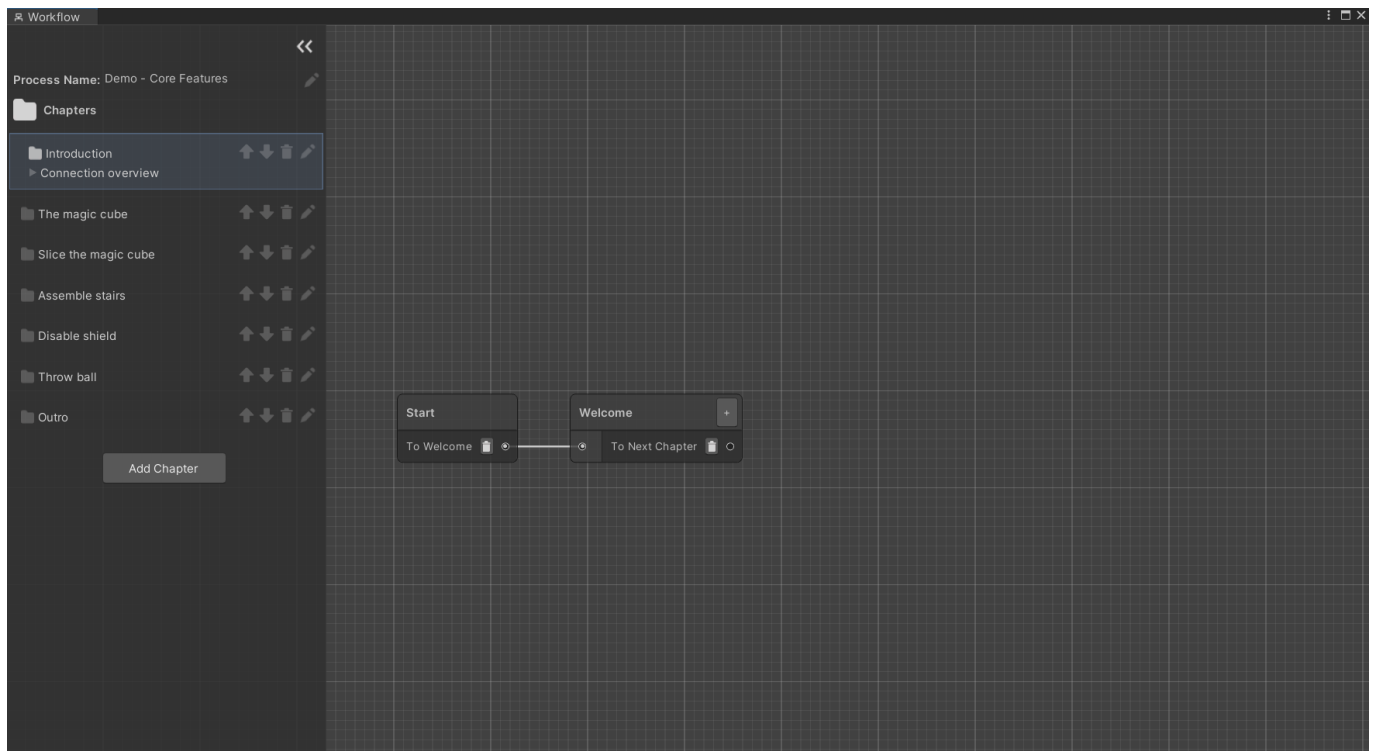 Workflow
Process Name: Demo - Core Features
Chapters
Introduction
Connection overview
The magic cube
Slice the magic cube
Assemble stairs
Disable shield
Throw ball
Outro
Add Chapter
Start
To Welcome
Welcome
+
To Next Chapter